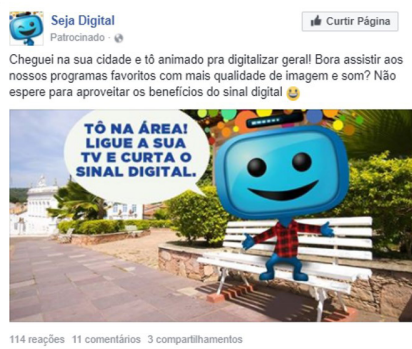 Seja Digital
Curtir Página
Patrocinado ·
Cheguei na sua cidade e tô animado pra digitalizar geral! Bora assistir aos
nossos programas favoritos com mais qualidade de imagem e som? Não
espere para aproveitar os benefícios do sinal digital 😄
TÔ NA ÁREA!
LIGUE A SUA
TV E CURTA O
SINAL DIGITAL.
114 reações 11 comentários 3 compartilhamentos